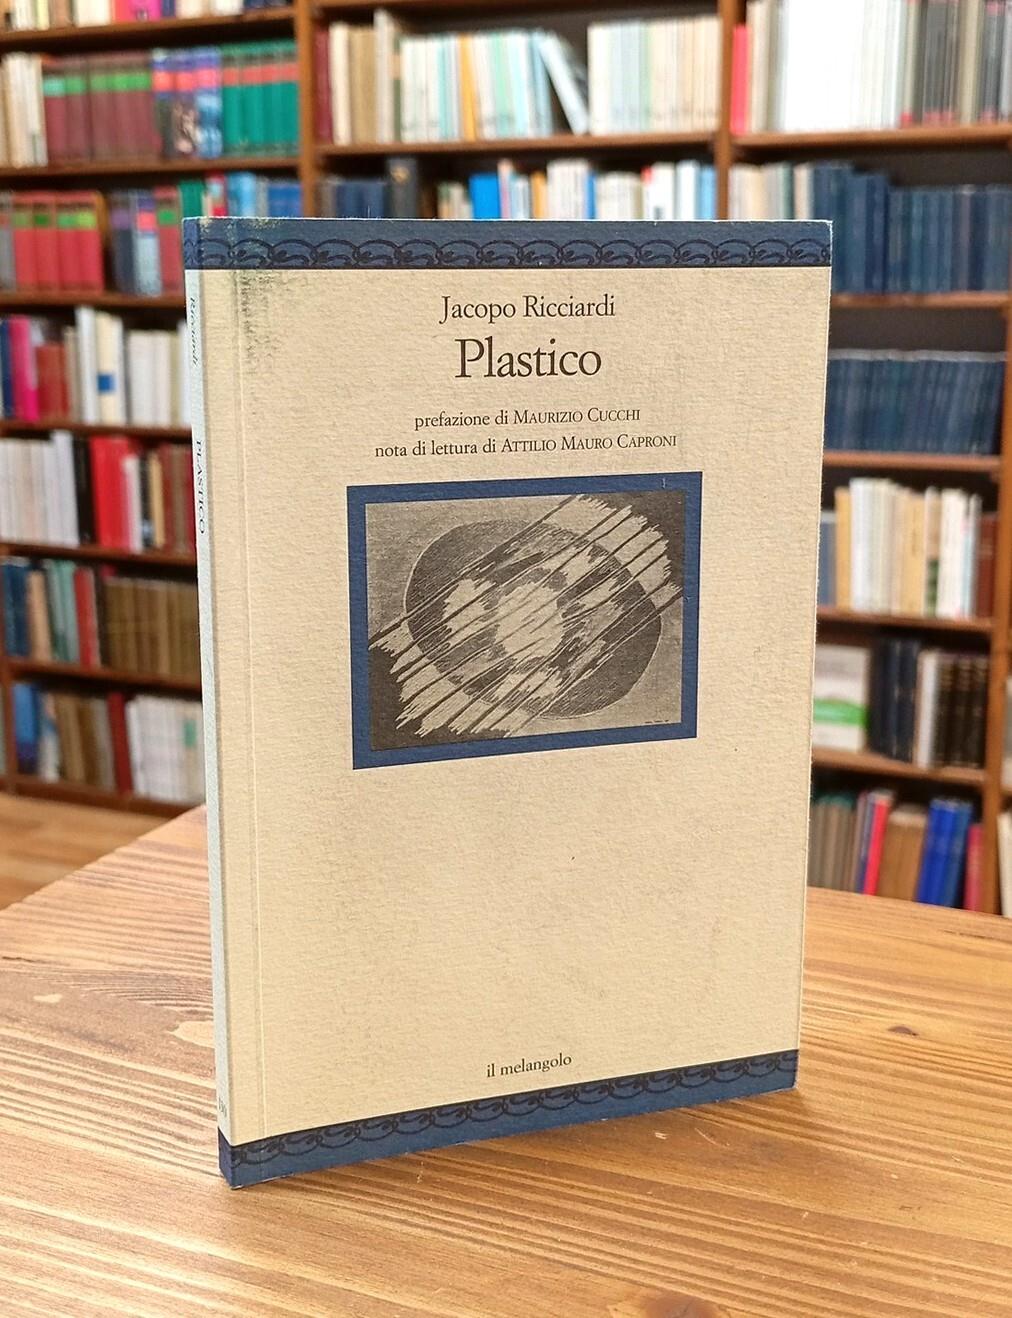 Jacopo Ricciardi
Plastico
prefazione di MAURIZIO CUCCHI
nota di lettura di ATTILIO MAURO CAPRONI
il melangolo
Ricciardi
PLASTICO